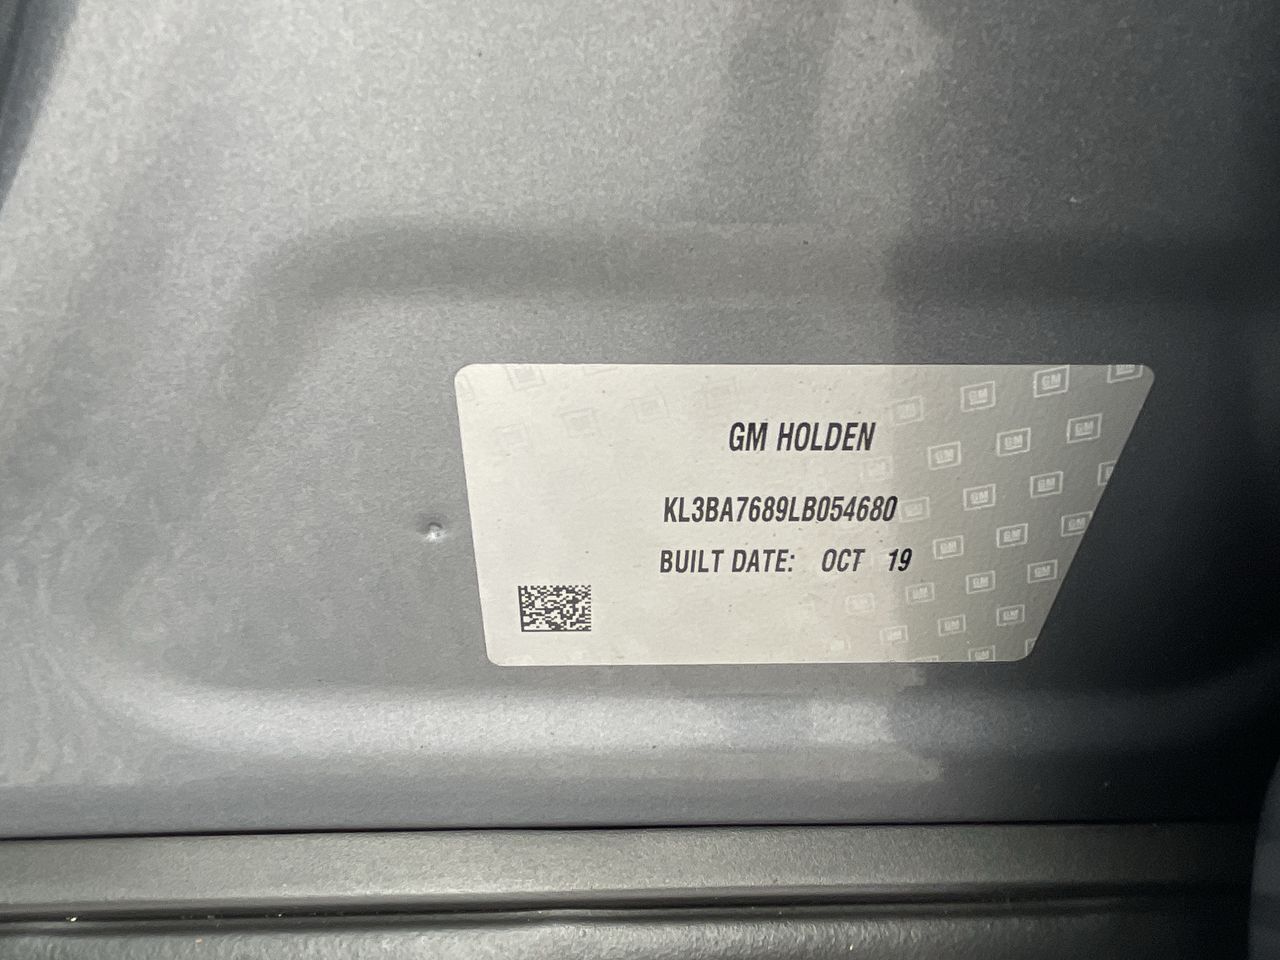 GM HOLDEN
KL3BA7689LB054680
BUILT DATE: OCT 19